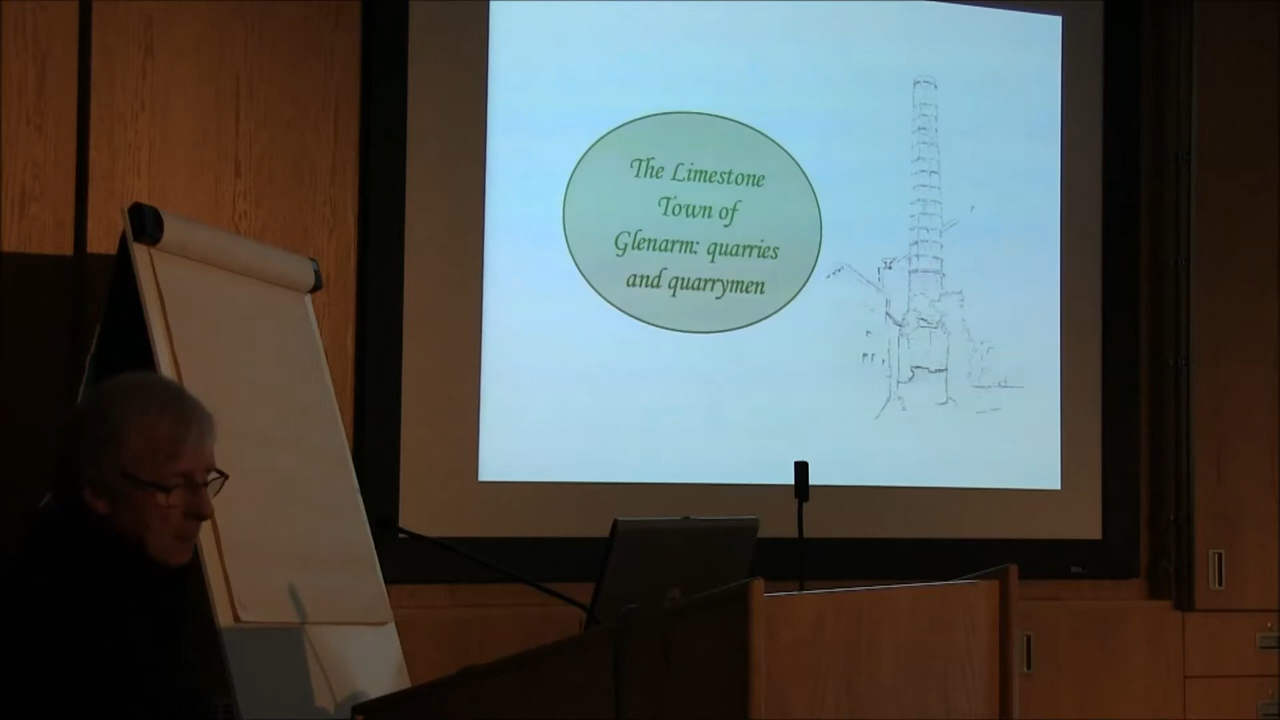 The Limestone
Town of
Glenarm: quarries
and quarrymen